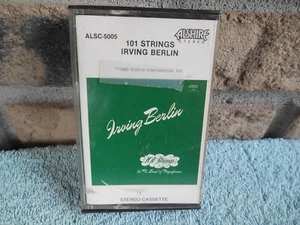 ALSC-5005
ALSHIRE
STEREO
101 STRINGS
IRVING BERLIN
Irving Berlin
101 Strings
STEREO CASSETTE